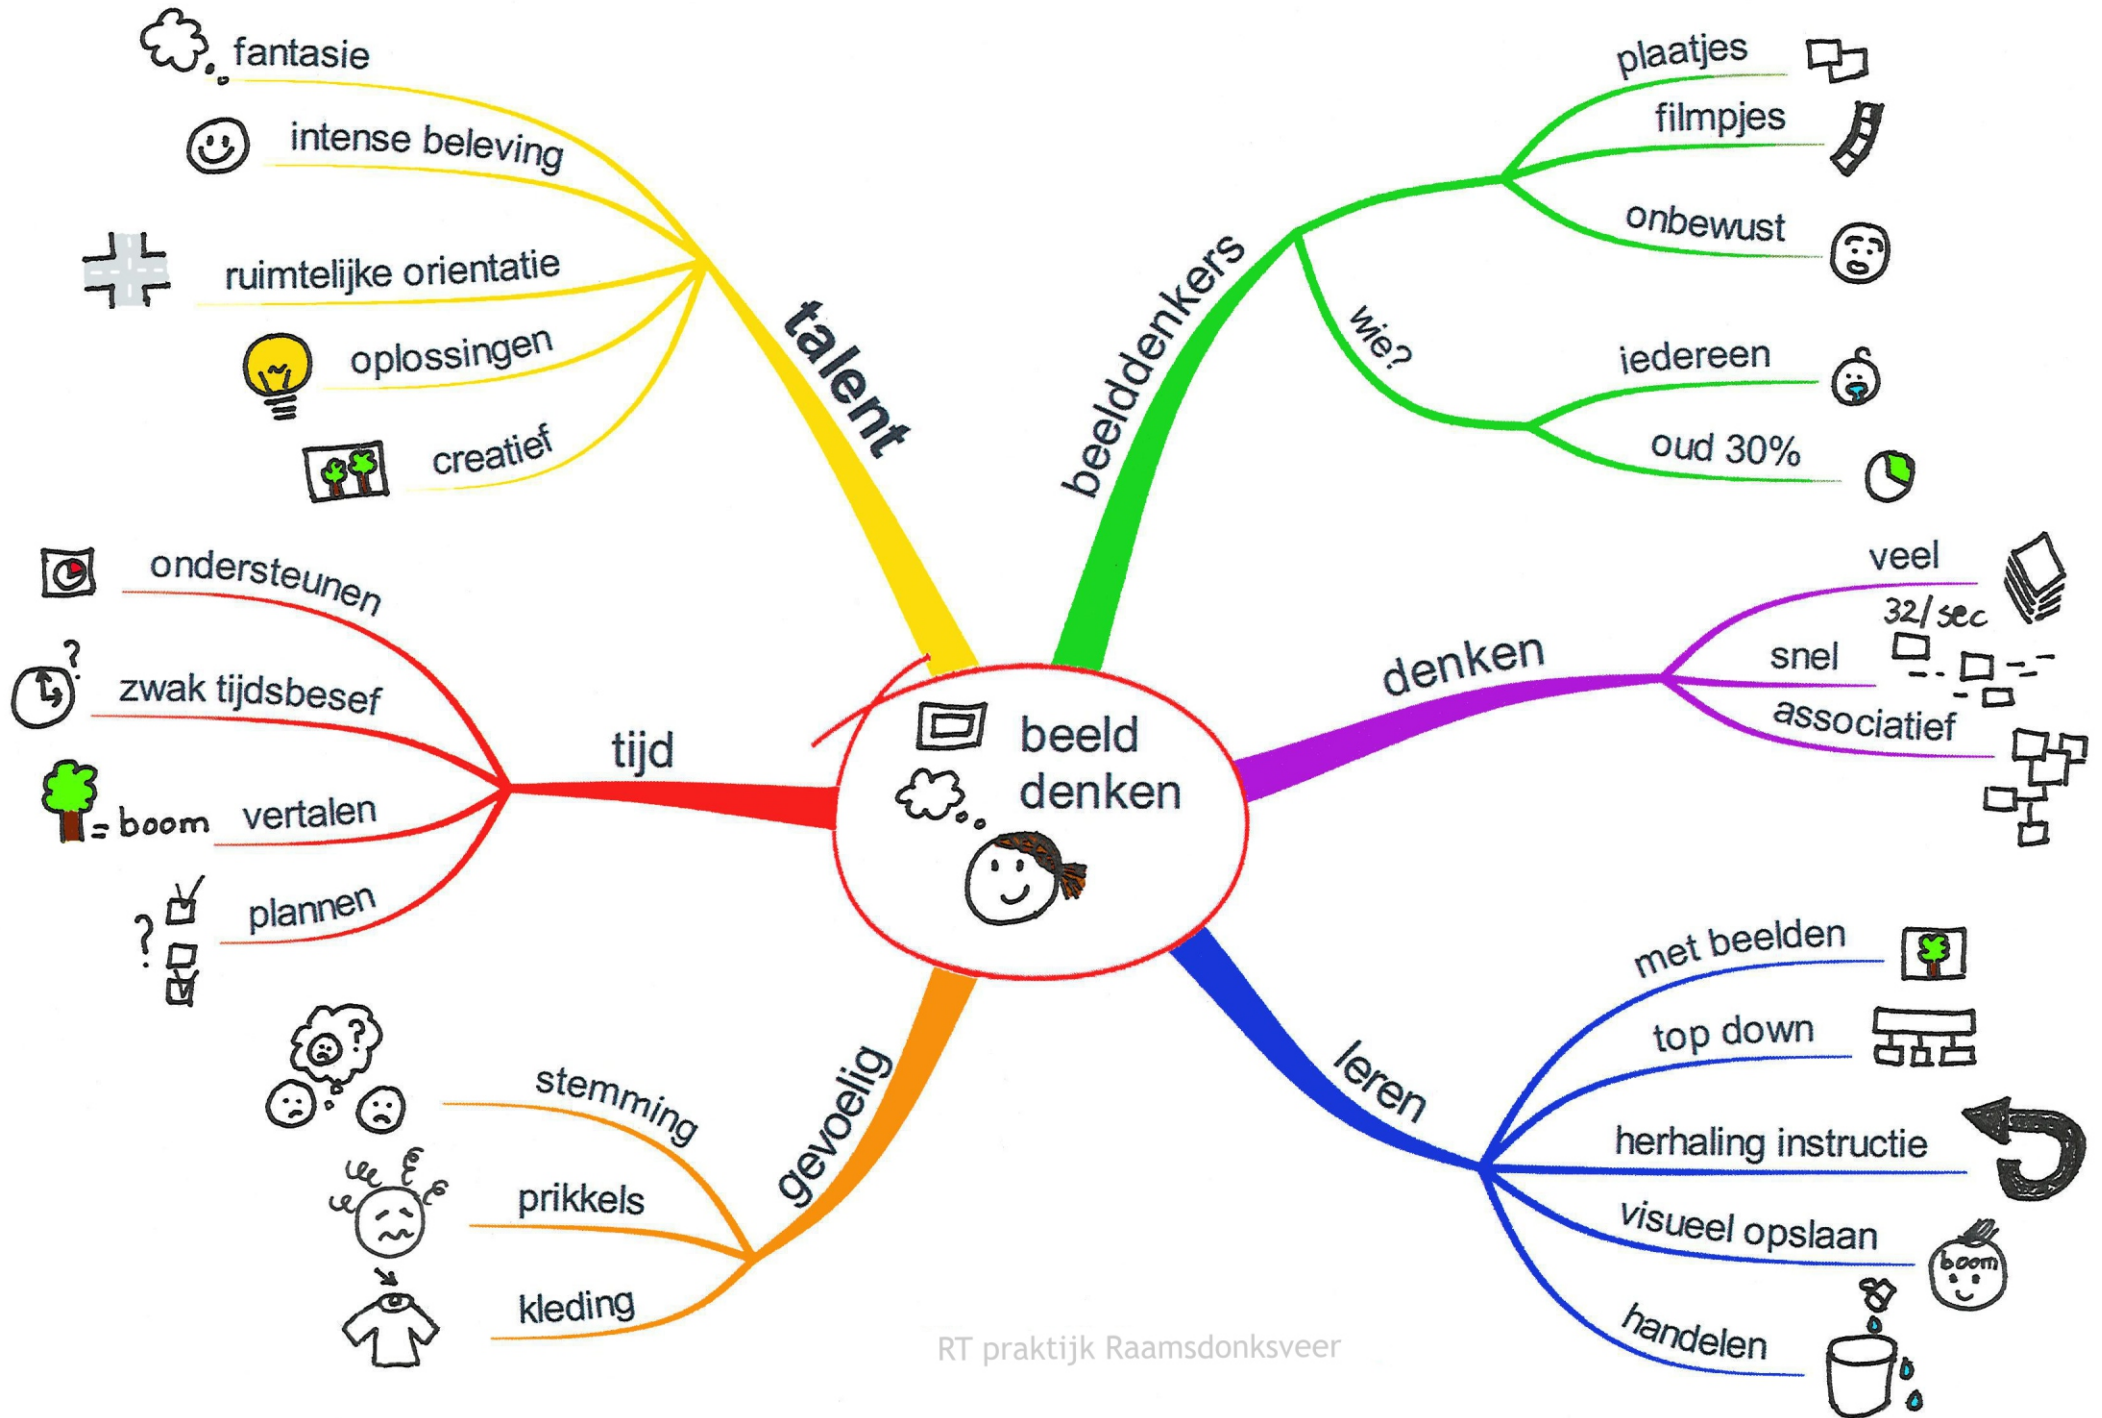 beeld
denken
talent
fantasie
intense beleving
ruimtelijke orientatie
oplossingen
creatief
beelddenkers
plaatjes
filmpjes
onbewust
wie?
iedereen
oud 30%
denken
veel
32/sec
snel
associatief
leren
met beelden
top down
herhaling instructie
visueel opslaan
boom
handelen
gevoelig
stemming
?
prikkels
kleding
tijd
ondersteunen
?
zwak tijdsbesef
= boom
vertalen
?
plannen
RT praktijk Raamsdonksveer